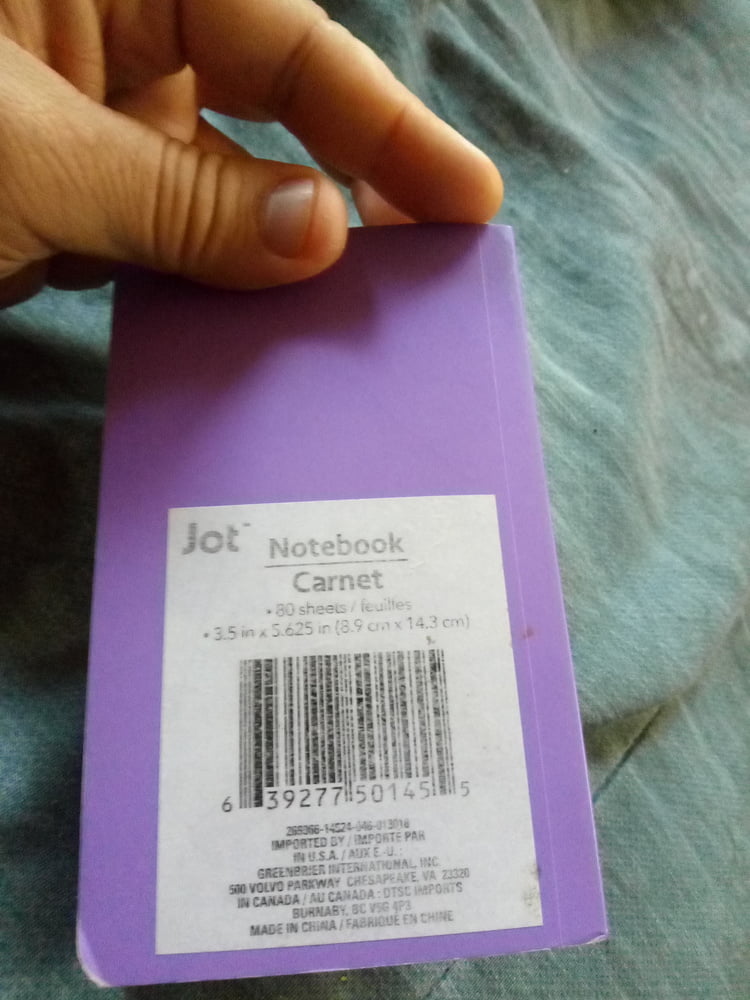 Jot™ Notebook
Carnet
• 80 sheets / feuilles
• 3.5 in x 5.625 in (8.9 cm x 14.3 cm)
6 39277 50145 5
IMPORTED BY / IMPORTÉ PAR
IN U.S.A. / AUX É.-U. :
GREENBRIER INTERNATIONAL, INC.
500 VOLVO PARKWAY CHESAPEAKE, VA 23320
IN CANADA / AU CANADA : DTSC IMPORTS
BURNABY, BC V5G 4P3
MADE IN CHINA / FABRIQUÉ EN CHINE